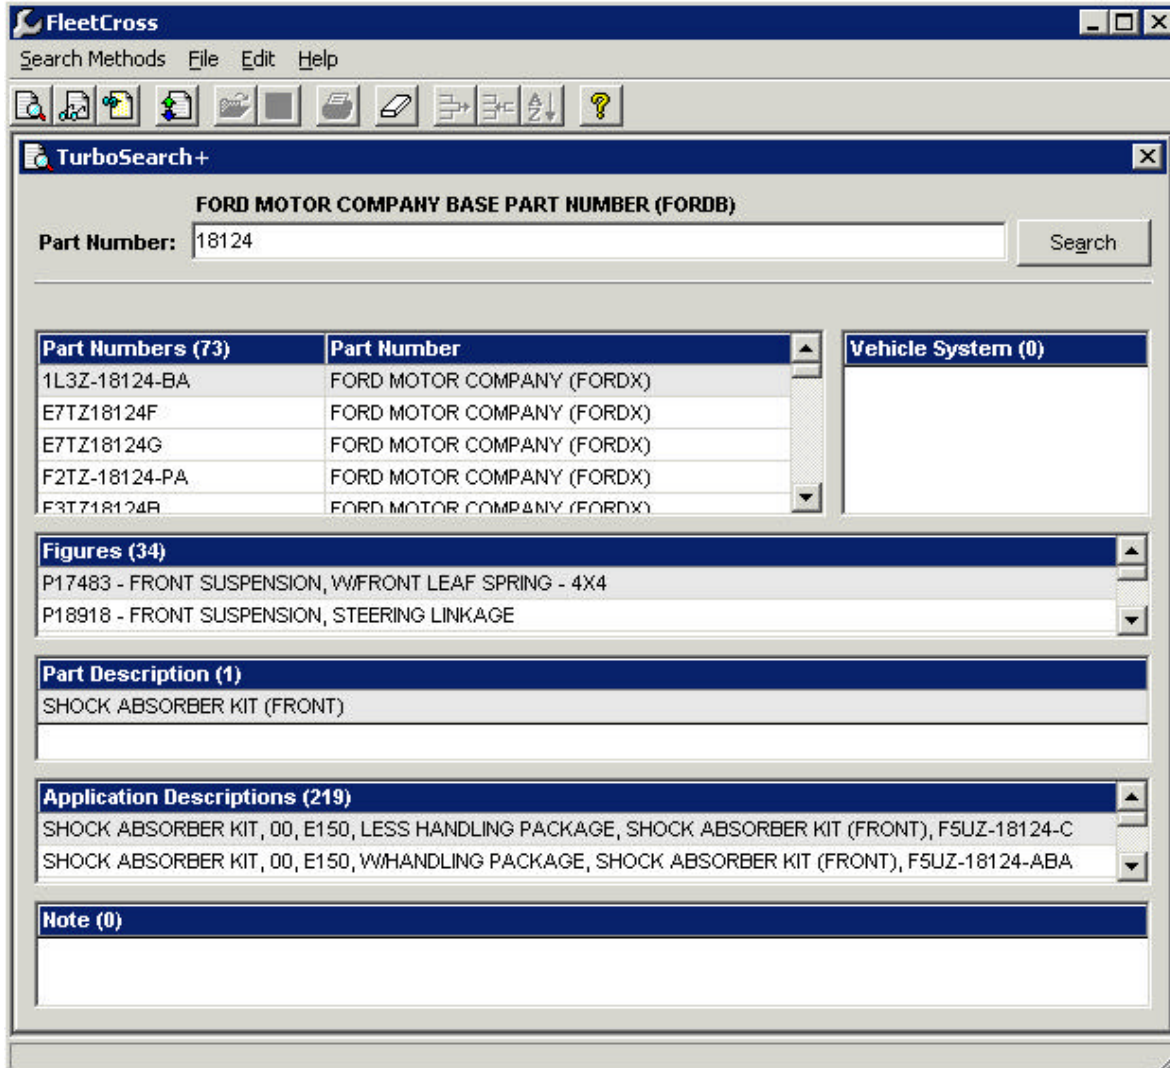 FleetCross
Search Methods File Edit Help
TurboSearch+
FORD MOTOR COMPANY BASE PART NUMBER (FORDB)
Part Number: 18124 Search
Part Numbers (73) Part Number Vehicle System (0)
1L3Z-18124-BA FORD MOTOR COMPANY (FORDX)
E7TZ18124F FORD MOTOR COMPANY (FORDX)
E7TZ18124G FORD MOTOR COMPANY (FORDX)
F2TZ-18124-PA FORD MOTOR COMPANY (FORDX)
F3TZ18124B FORD MOTOR COMPANY (FORDX)
Figures (34)
P17483 - FRONT SUSPENSION, W/FRONT LEAF SPRING - 4X4
P18918 - FRONT SUSPENSION, STEERING LINKAGE
Part Description (1)
SHOCK ABSORBER KIT (FRONT)
Application Descriptions (219)
SHOCK ABSORBER KIT, 00, E150, LESS HANDLING PACKAGE, SHOCK ABSORBER KIT (FRONT), F5UZ-18124-C
SHOCK ABSORBER KIT, 00, E150, W/HANDLING PACKAGE, SHOCK ABSORBER KIT (FRONT), F5UZ-18124-ABA
Note (0)